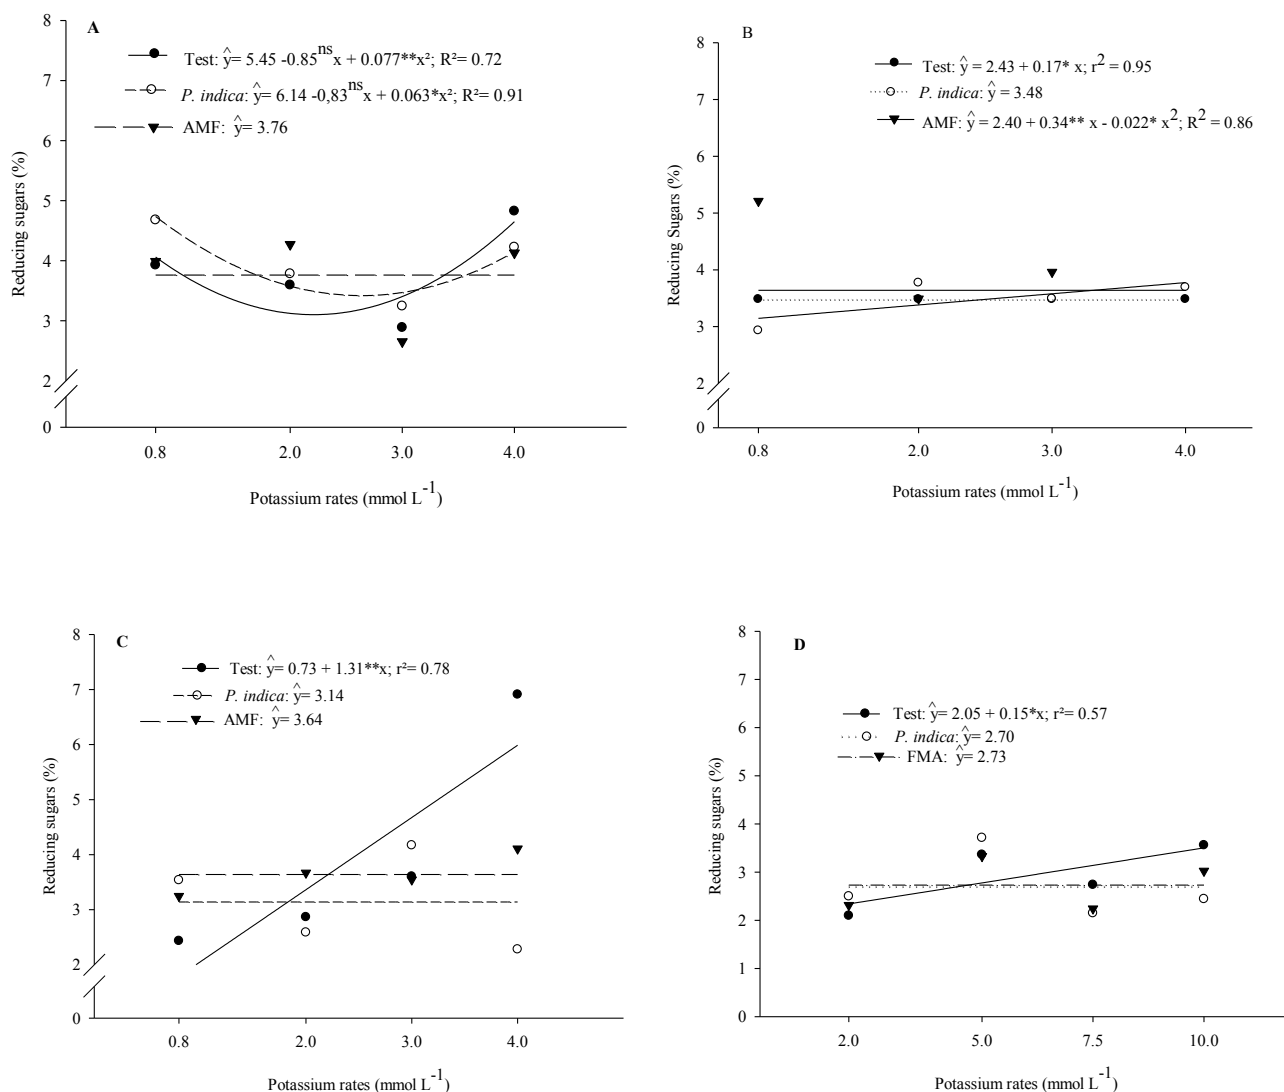 A
Test: ŷ= 5.45 -0.85ⁿˢx + 0.077**x²; R²= 0.72
P. indica: ŷ= 6.14 -0,83ⁿˢx + 0.063*x²; R²= 0.91
AMF: ŷ= 3.76
Reducing sugars (%)
8
7
6
5
4
3
2
0
0.8 2.0 3.0 4.0
Potassium rates (mmol L⁻¹)
B
Test: ŷ = 2.43 + 0.17* x; r² = 0.95
P. indica: ŷ = 3.48
AMF: ŷ = 2.40 + 0.34** x - 0.022* x²; R² = 0.86
Reducing Sugars (%)
8
7
6
5
4
3
2
0
0.8 2.0 3.0 4.0
Potassium rates (mmol L⁻¹)
C
Test: ŷ= 0.73 + 1.31**x; r²= 0.78
P. indica: ŷ= 3.14
AMF: ŷ= 3.64
Reducing sugars (%)
8
7
6
5
4
3
2
0
0.8 2.0 3.0 4.0
Potassium rates (mmol L⁻¹)
D
Test: ŷ= 2.05 + 0.15*x; r²= 0.57
P. indica: ŷ= 2.70
FMA: ŷ= 2.73
Reducing sugars (%)
8
7
6
5
4
3
2
1
0
2.0 5.0 7.5 10.0
Potassium rates (mmol L⁻¹)